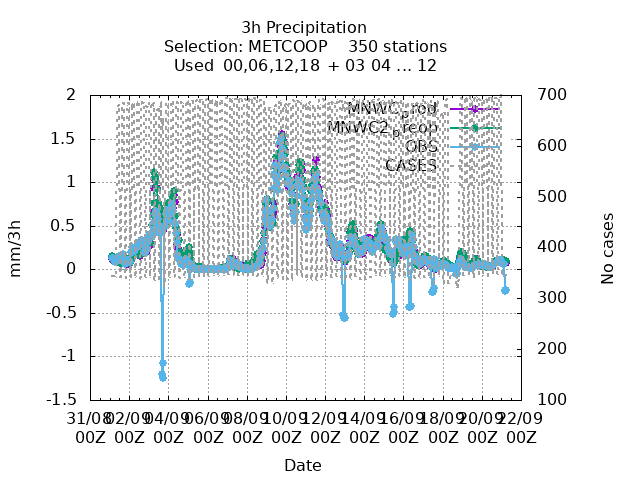 3h Precipitation
Selection: METCOOP    350 stations
Used  00,06,12,18  + 03 04 ... 12
2
1.5
1
0.5
0
-0.5
-1
-1.5
mm/3h
700
600
500
400
300
200
100
No cases
MNWC_prod
MNWC2_preop
OBS
CASES
31/08 02/09 04/09 06/09 08/09 10/09 12/09 14/09 16/09 18/09 20/09 22/09
00Z 00Z 00Z 00Z 00Z 00Z 00Z 00Z 00Z 00Z 00Z 00Z
Date